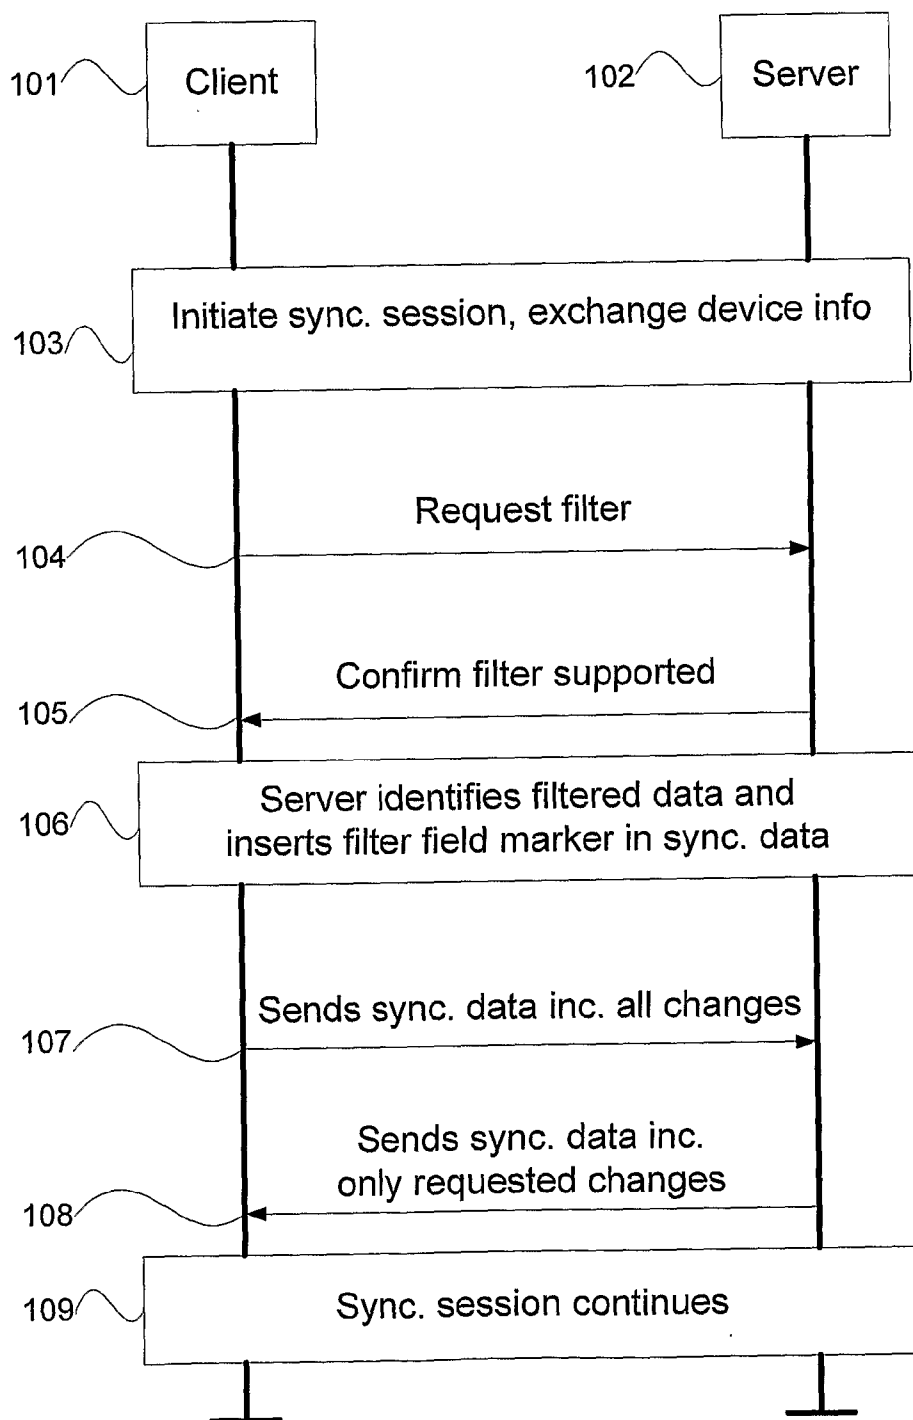 101
Client
102
Server
103
Initiate sync. session, exchange device info
104
Request filter
105
Confirm filter supported
106
Server identifies filtered data and
inserts filter field marker in sync. data
107
Sends sync. data inc. all changes
108
Sends sync. data inc.
only requested changes
109
Sync. session continues